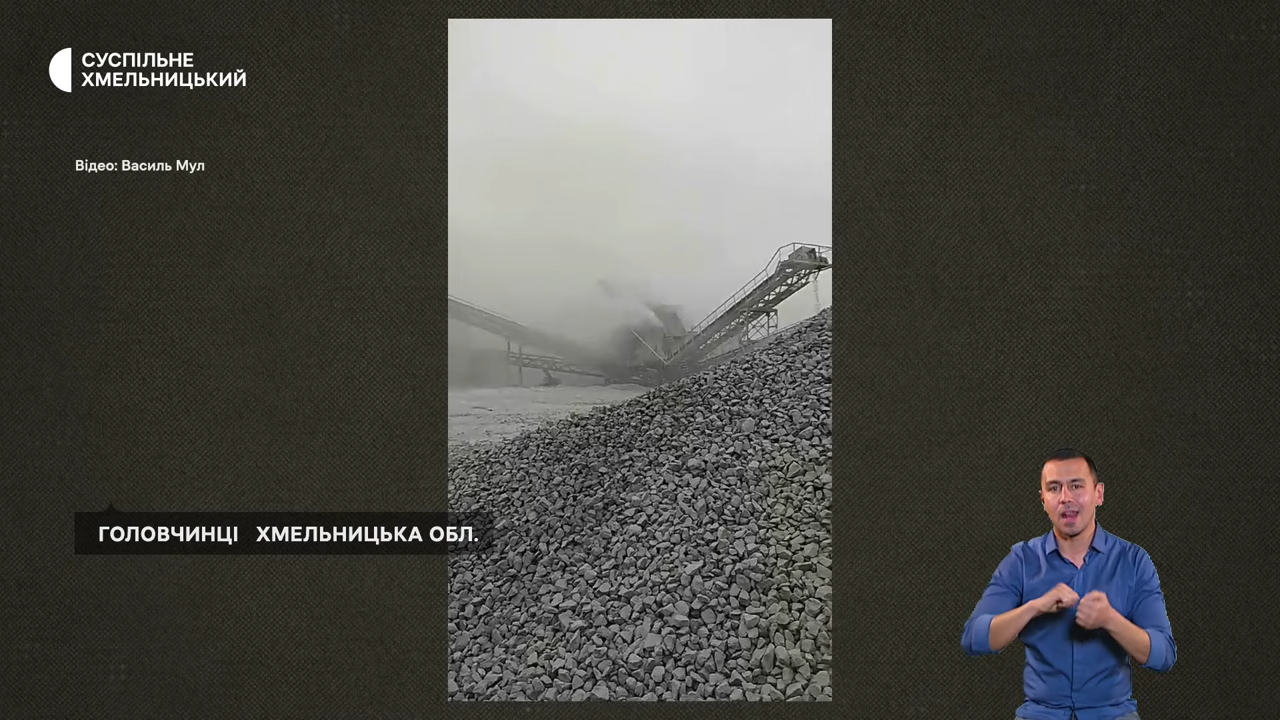 СУСПІЛЬНЕ
ХМЕЛЬНИЦЬКИЙ
Відео: Василь Мул
ГОЛОВЧИНЦІ ХМЕЛЬНИЦЬКА ОБЛ.